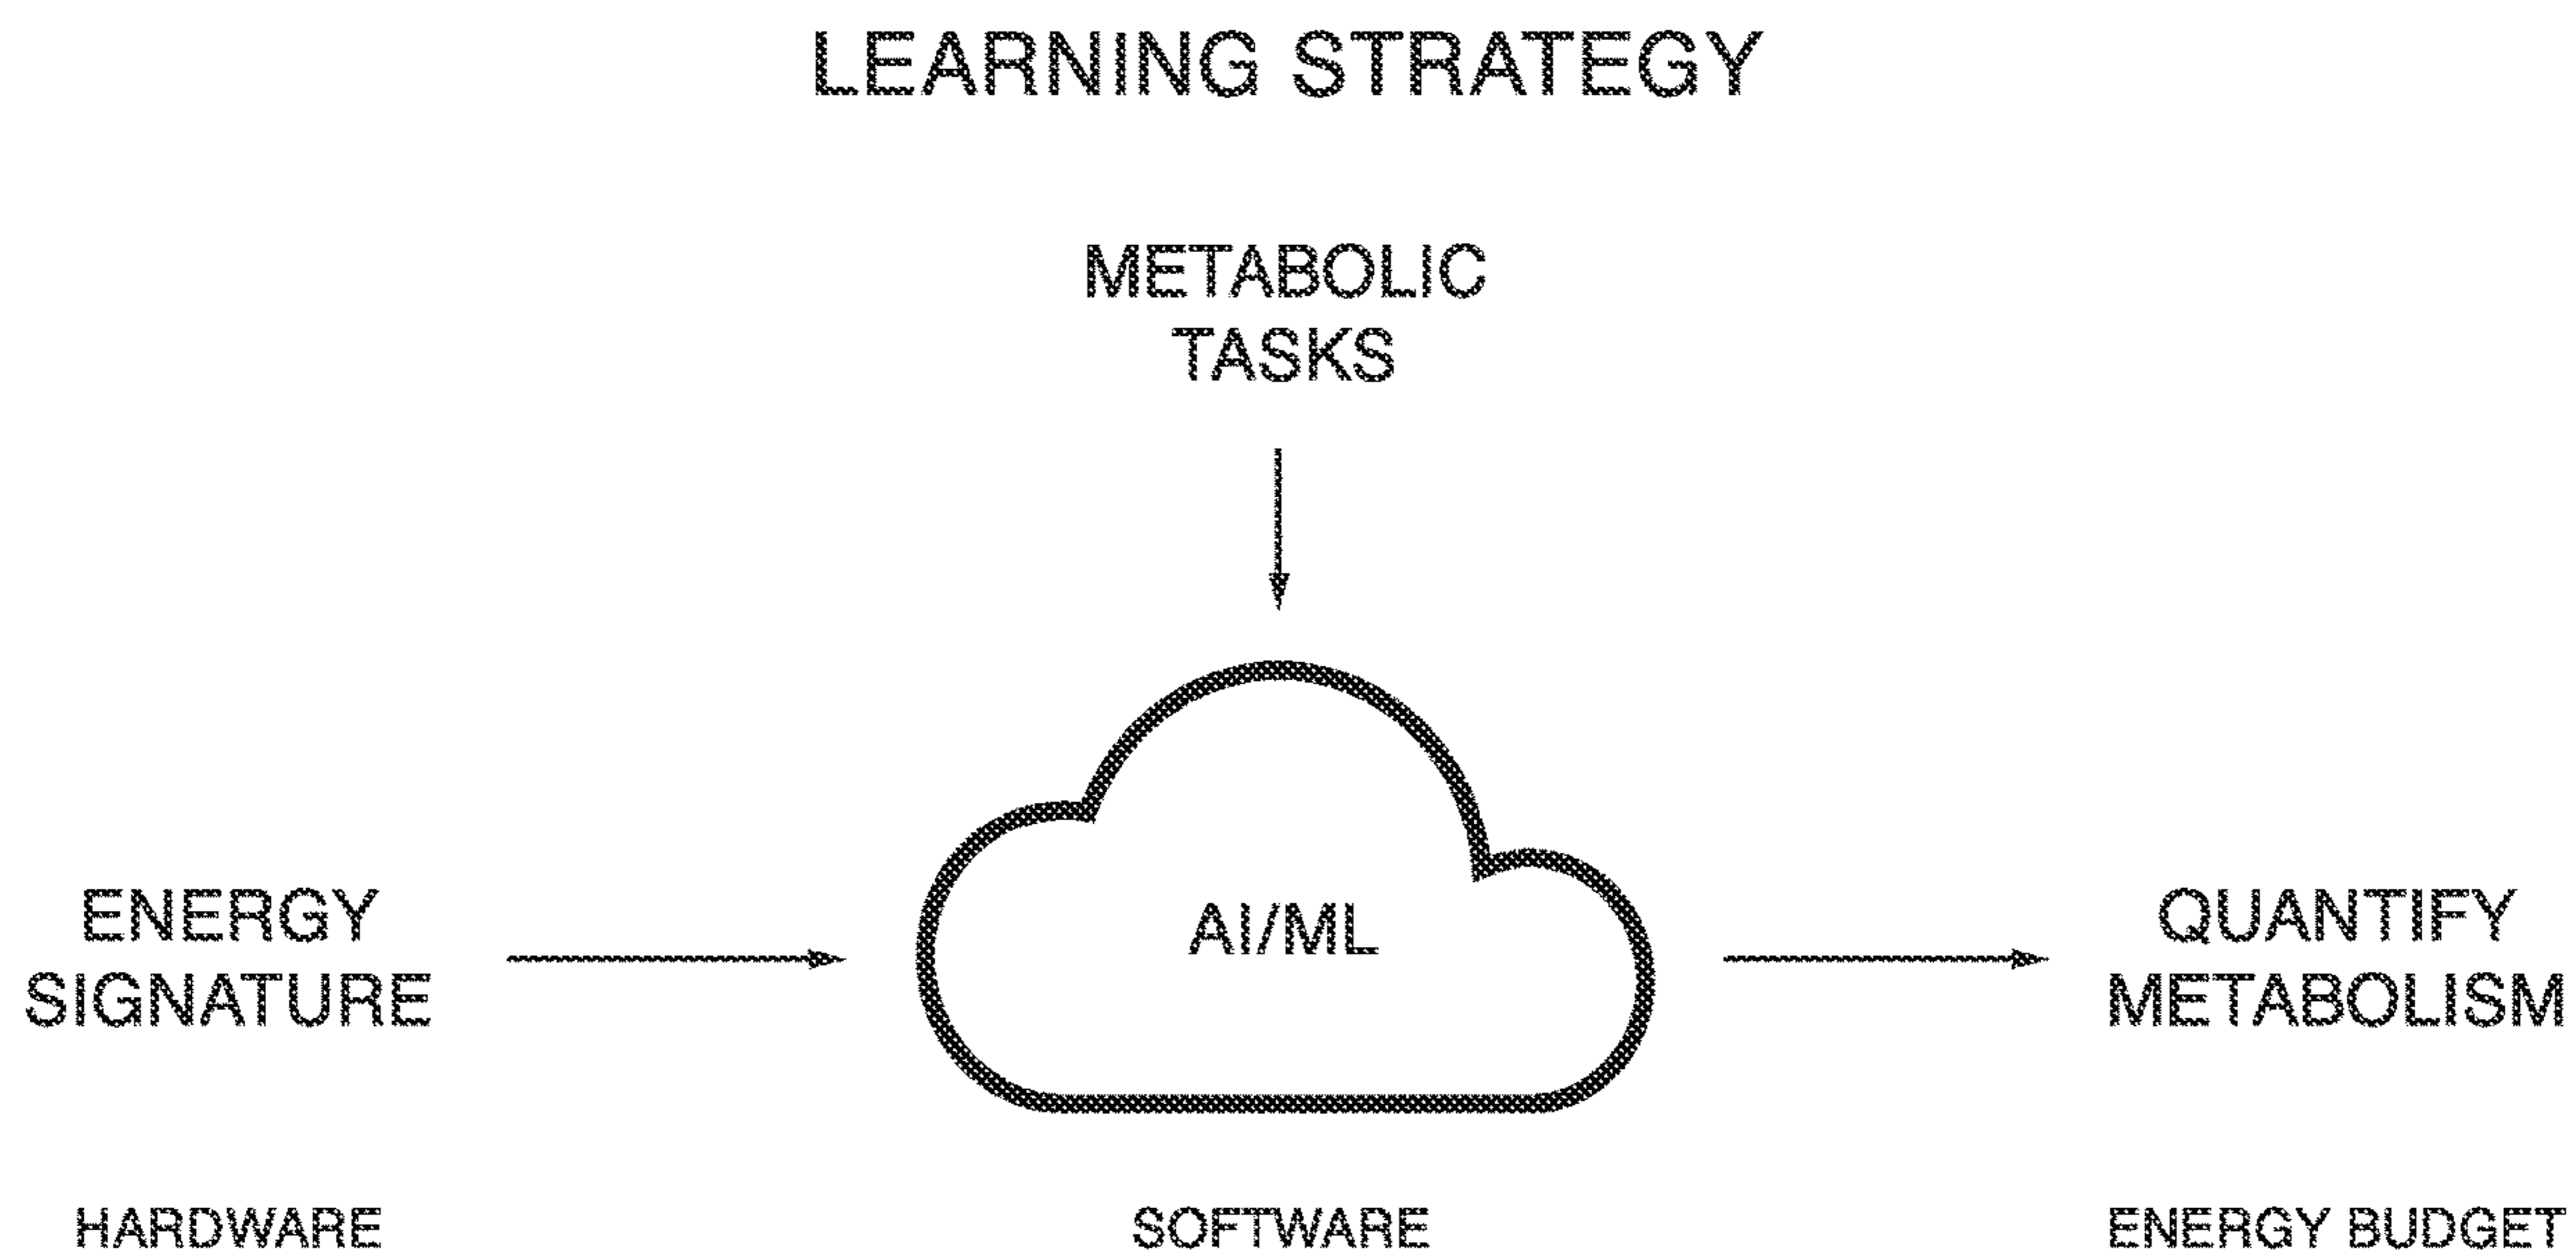 LEARNING STRATEGY
METABOLIC
TASKS
ENERGY
SIGNATURE
AI/ML
QUANTIFY
METABOLISM
HARDWARE
SOFTWARE
ENERGY BUDGET